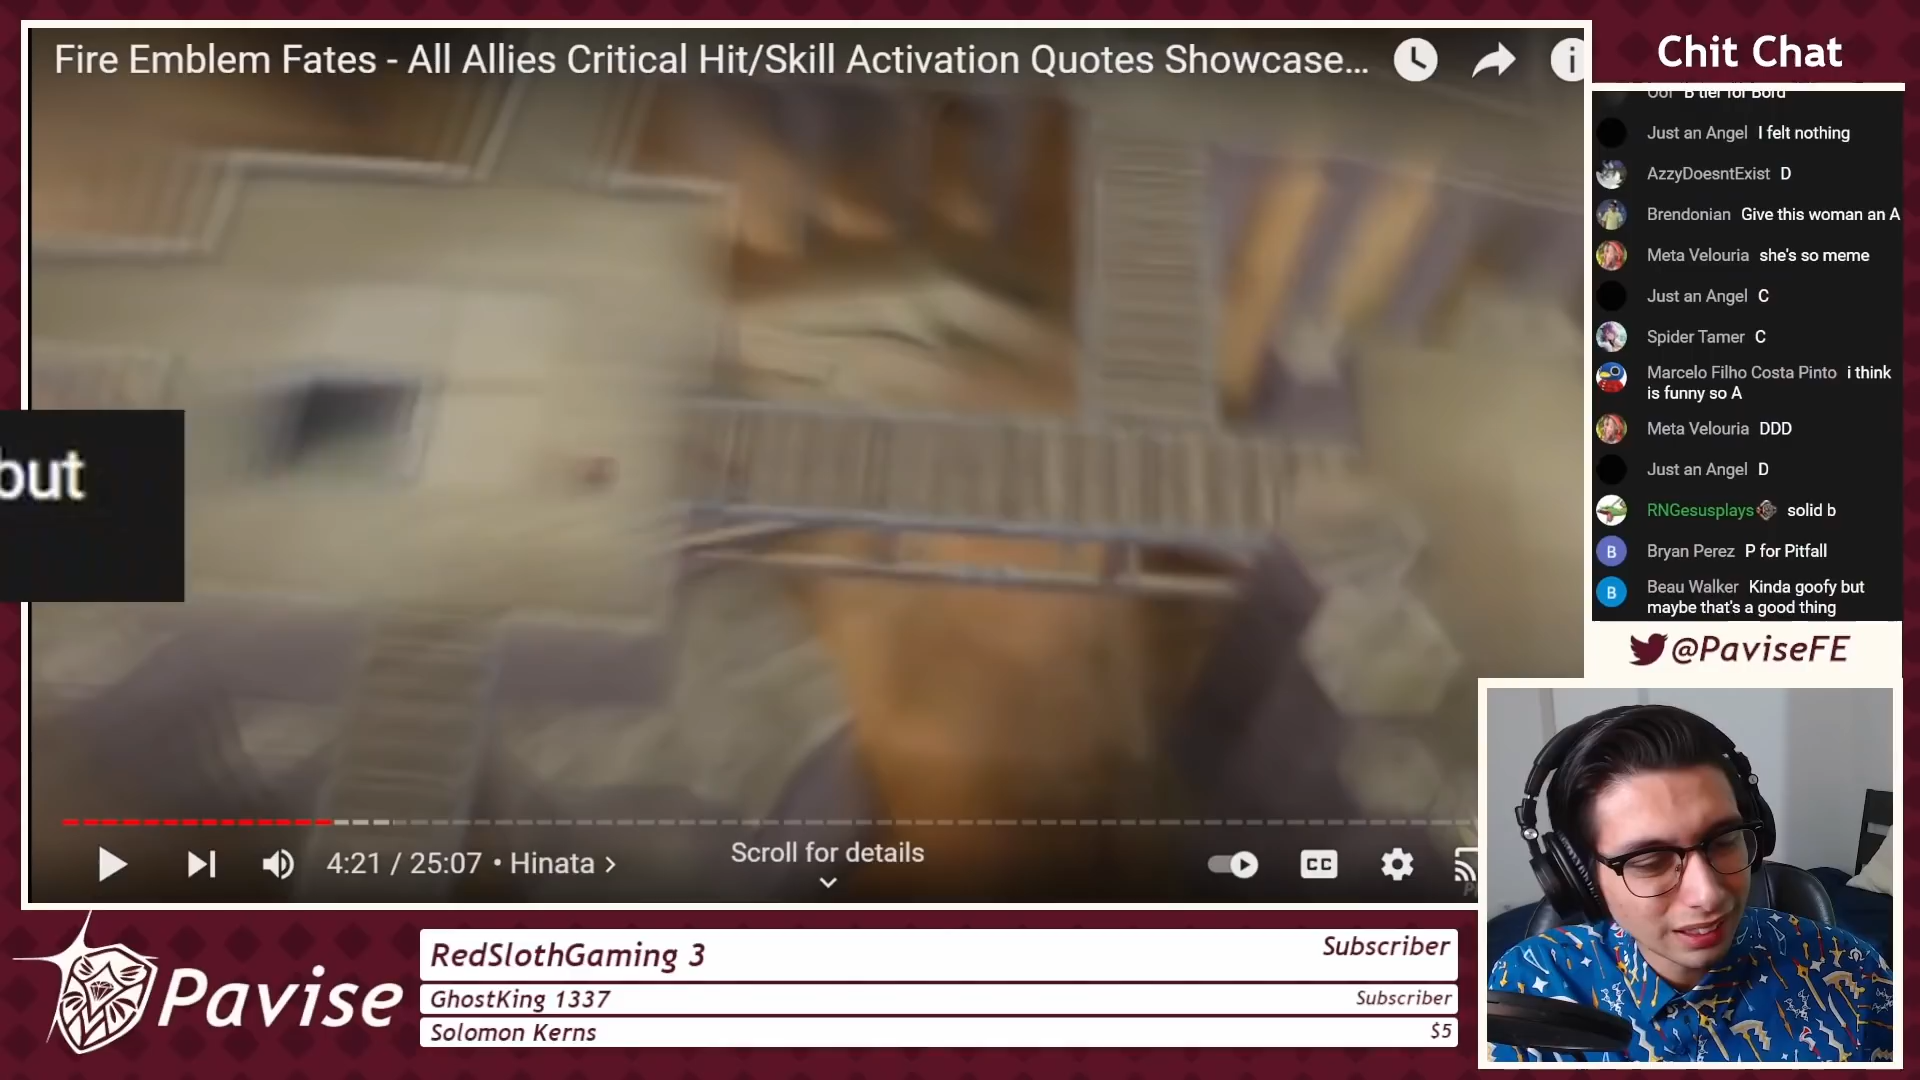 Fire Emblem Fates - All Allies Critical Hit/Skill Activation Quotes Showcase...
but
4:21 / 25:07 • Hinata >
Scroll for details
CC
Chit Chat
B tier for Bord
Just an Angel I felt nothing
AzzyDoesntExist D
Brendonian Give this woman an A
Meta Velouria she's so meme
Just an Angel C
Spider Tamer C
Marcelo Filho Costa Pinto i think
is funny so A
Meta Velouria DDD
Just an Angel D
RNGesusplays solid b
B Bryan Perez P for Pitfall
B Beau Walker Kinda goofy but
maybe that's a good thing
@PaviseFE
Pavise
RedSlothGaming 3 Subscriber
GhostKing 1337 Subscriber
Solomon Kerns $5